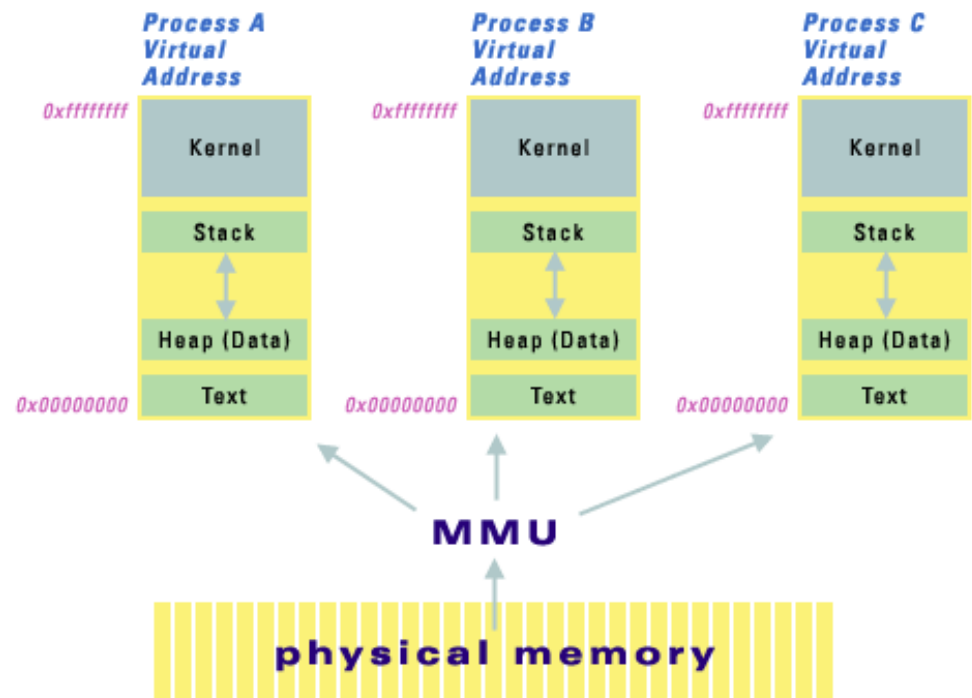 Process A
Virtual
Address
0xffffffff
Kernel
Stack
Heap (Data)
Text
0x00000000
Process B
Virtual
Address
0xffffffff
Kernel
Stack
Heap (Data)
Text
0x00000000
Process C
Virtual
Address
0xffffffff
Kernel
Stack
Heap (Data)
Text
0x00000000
MMU
physical memory